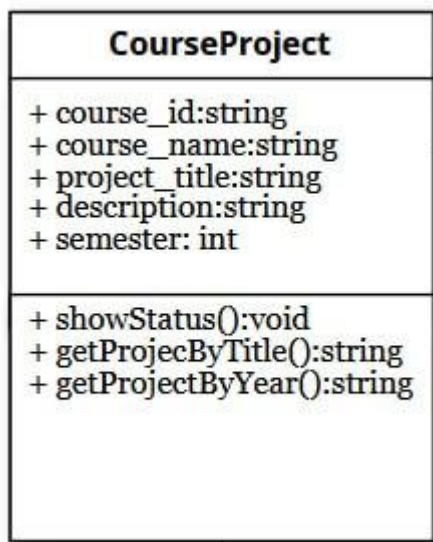 CourseProject
+ course_id:string
+ course_name:string
+ project_title:string
+ description:string
+ semester: int
+ showStatus():void
+ getProjecByTitle():string
+ getProjectByYear():string